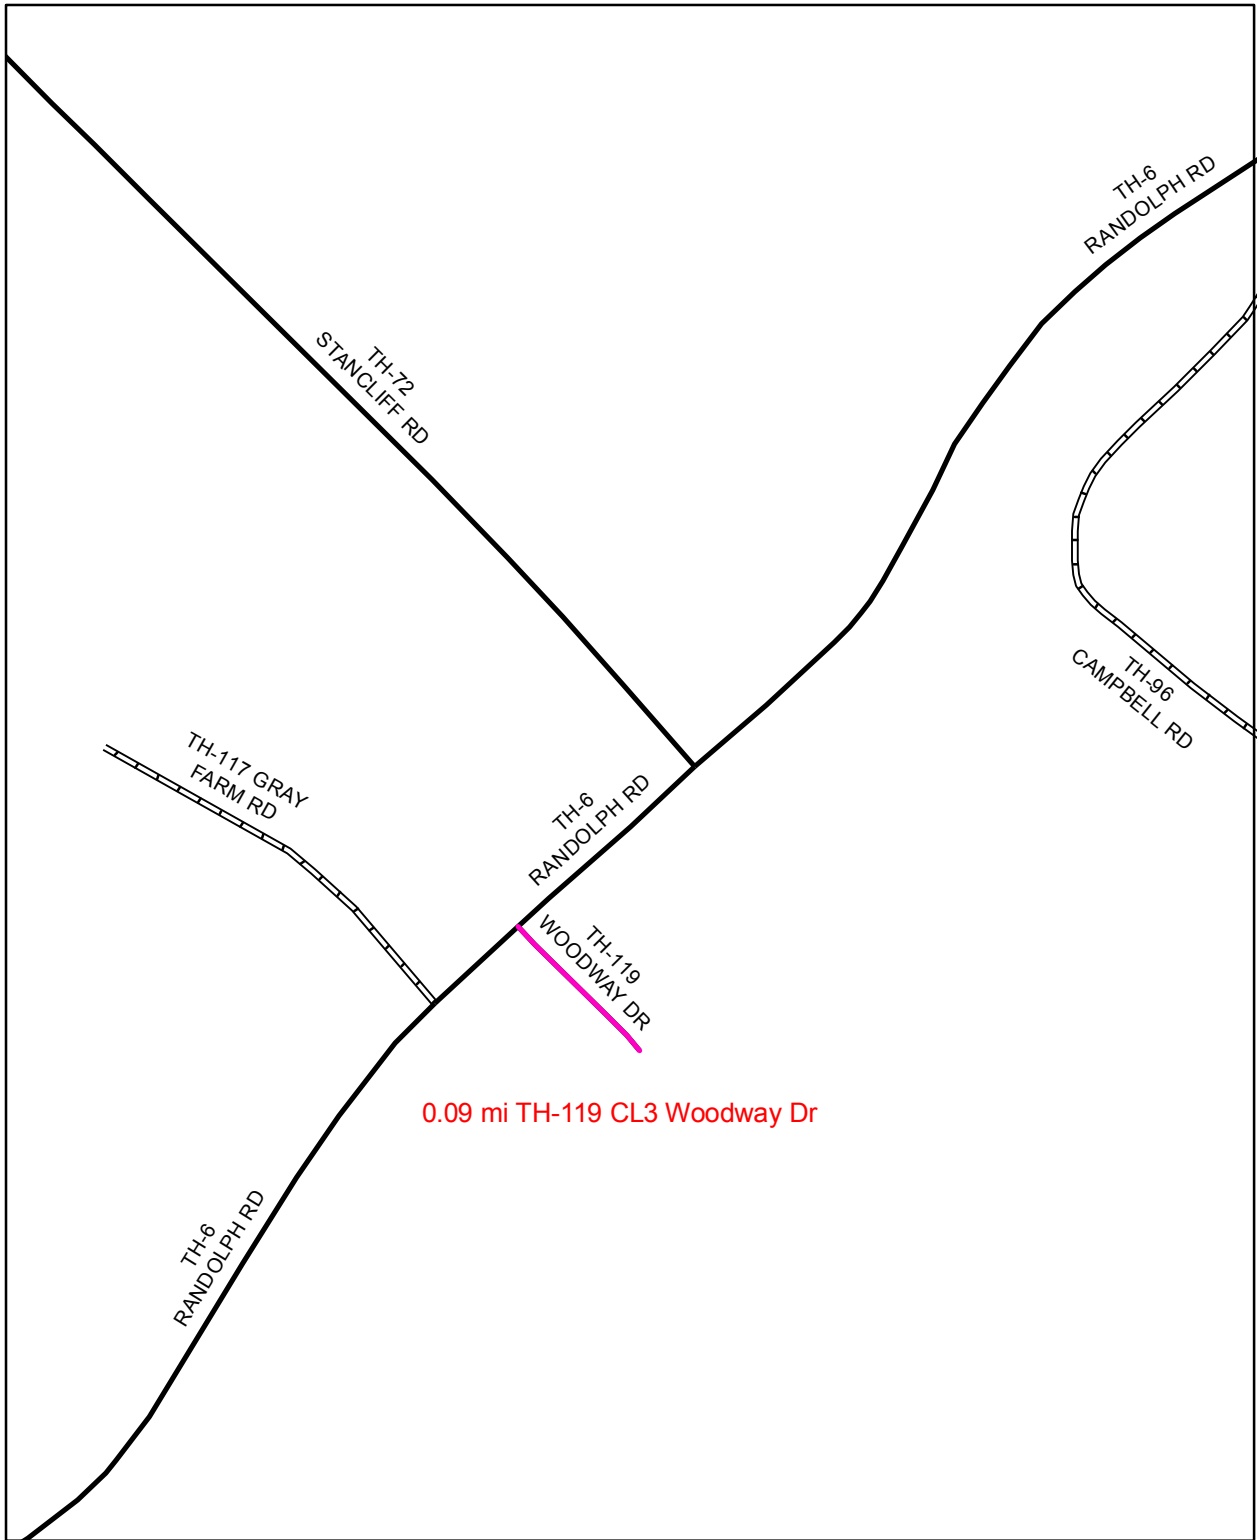 TH-6
RANDOLPH RD
TH-72
STANCLIFF RD
TH-96
CAMPBELL RD
TH-117 GRAY
FARM RD
TH-6
RANDOLPH RD
TH-119
WOODWAY DR
0.09 mi TH-119 CL3 Woodway Dr
TH-6
RANDOLPH RD